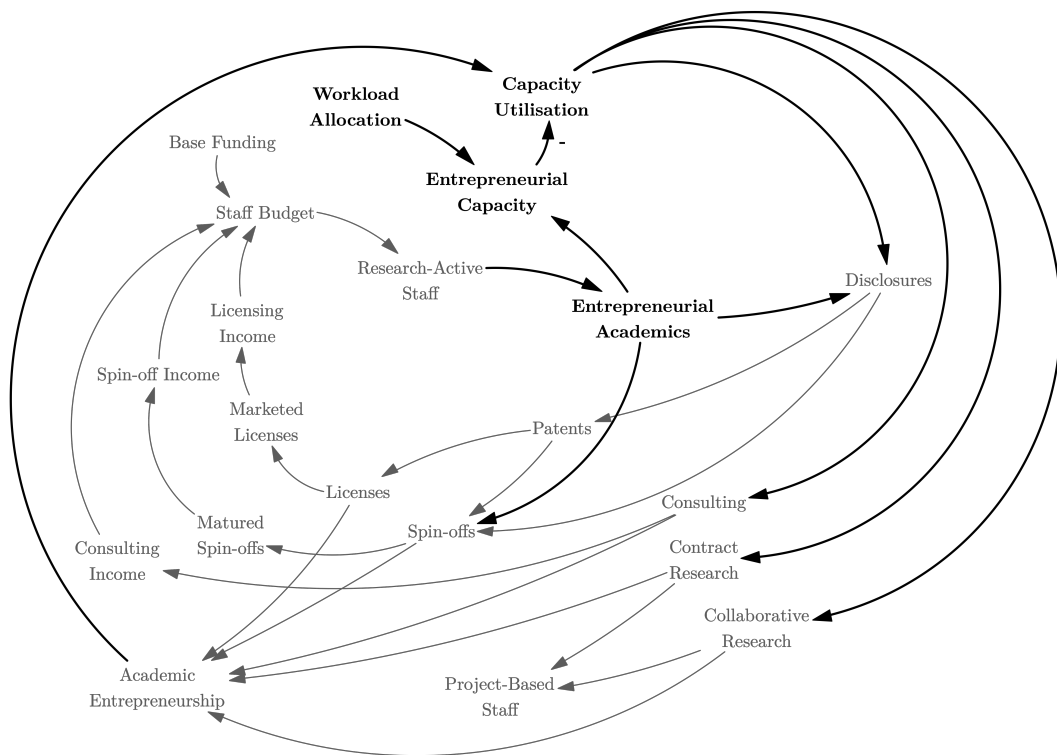 Capacity
Utilisation
Workload
Allocation
-
Base Funding
Entrepreneurial
Capacity
Staff Budget
Research-Active
Staff
Disclosures
Entrepreneurial
Academics
Licensing
Income
Spin-off Income
Marketed
Licenses
Patents
Licenses
Consulting
Matured
Spin-offs
Spin-offs
Consulting
Income
Contract
Research
Collaborative
Research
Academic
Entrepreneurship
Project-Based
Staff